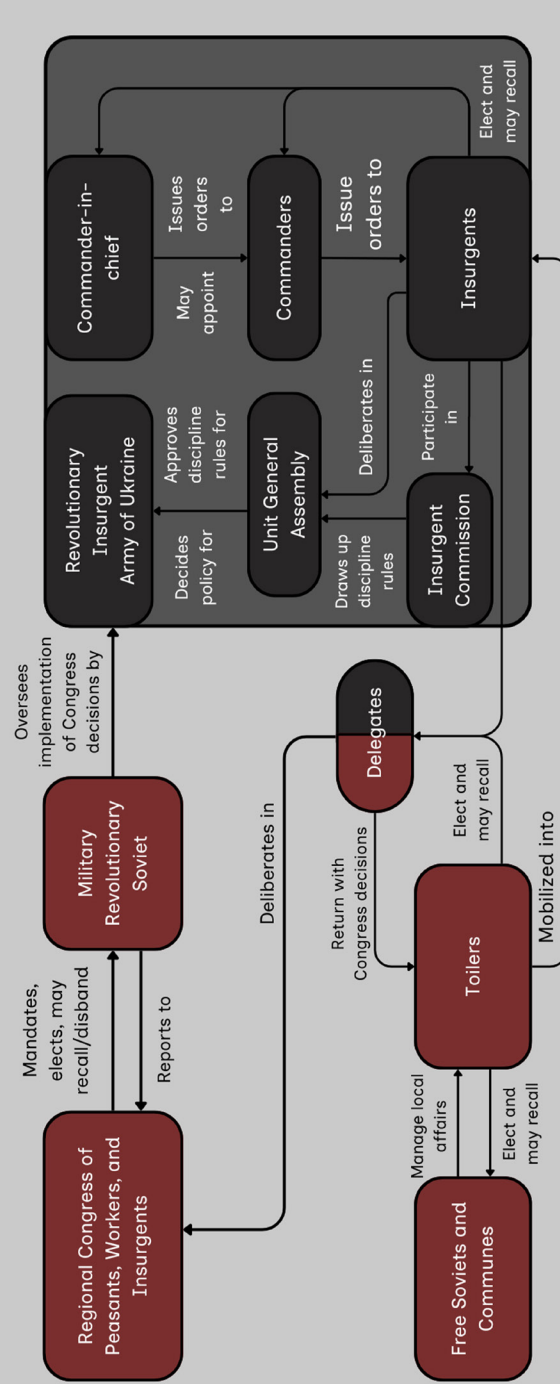 Regional Congress of
Peasants, Workers, and
Insurgents
Mandates,
elects, may
recall/disband
Reports to
Military
Revolutionary
Soviet
Oversees
implementation
of Congress
decisions by
Revolutionary
Insurgent
Army of Ukraine
Commander-in-
chief
Decides
policy for
Approves
discipline
rules for
May
appoint
Issues
orders
to
Unit General
Assembly
Commanders
Draws up
discipline
rules
Deliberates in
Issue
orders to
Insurgent
Commission
Participate
in
Insurgents
Elect and
may recall
Deliberates in
Delegates
Return with
Congress decisions
Elect and
may recall
Free Soviets and
Communes
Manage local
affairs
Elect and
may recall
Toilers
Mobilized into